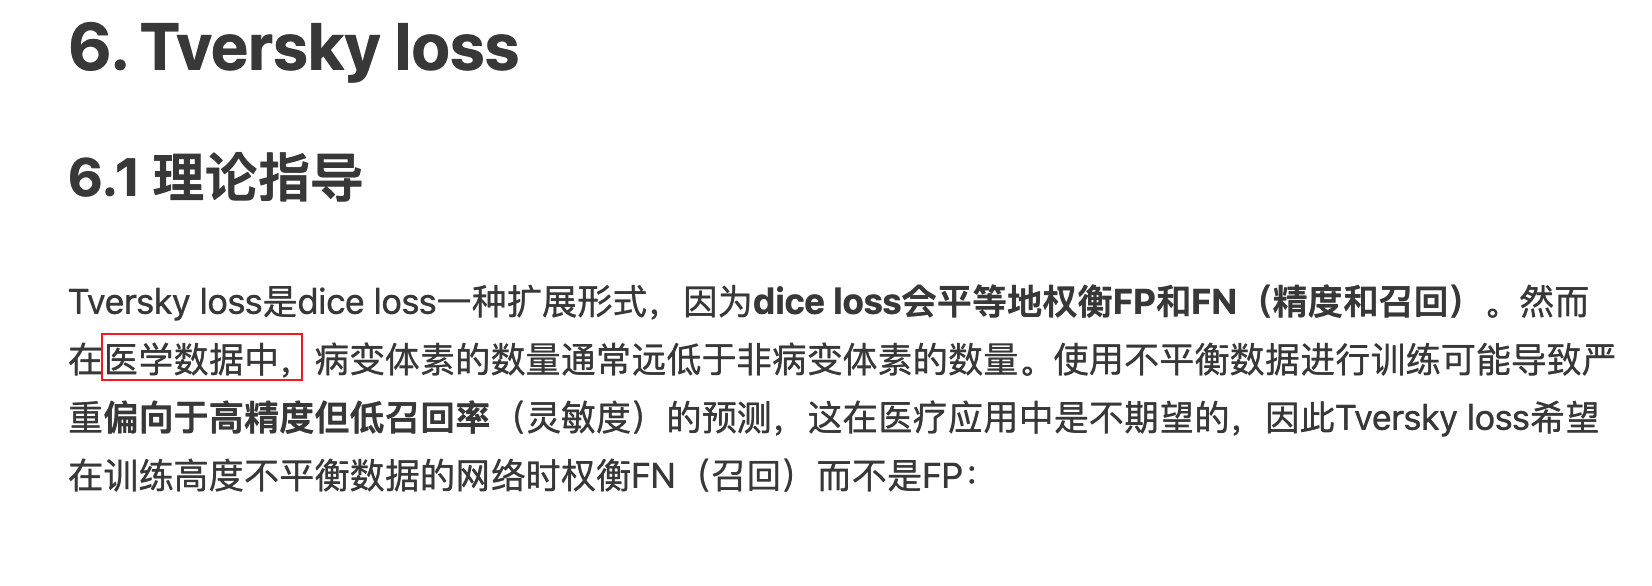 6. Tversky loss
6.1 理论指导
Tversky loss是dice loss一种扩展形式，因为dice loss会平等地权衡FP和FN（精度和召回）。然而
在医学数据中，病变体素的数量通常远低于非病变体素的数量。使用不平衡数据进行训练可能导致严
重偏向于高精度但低召回率（灵敏度）的预测，这在医疗应用中是不期望的，因此Tversky loss希望
在训练高度不平衡数据的网络时权衡FN（召回）而不是FP：